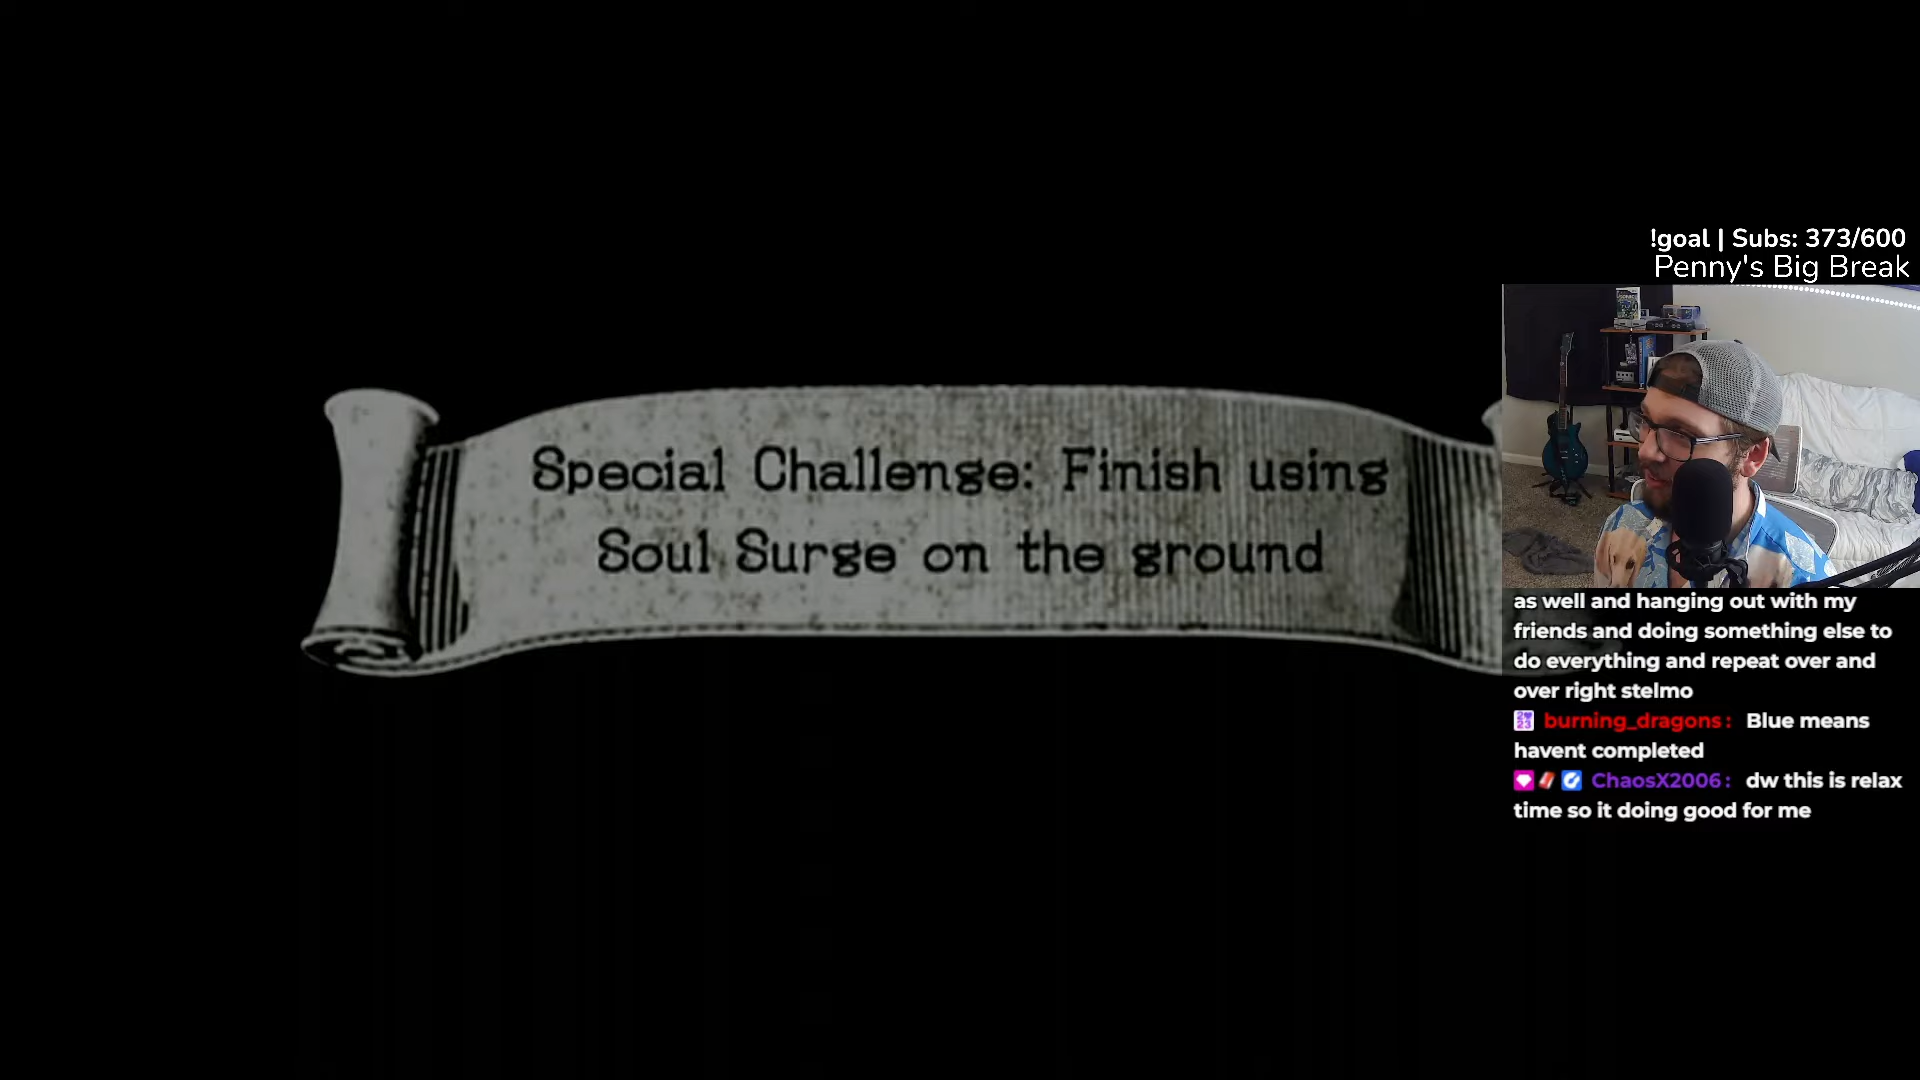 !goal | Subs: 373/600
Penny's Big Break
Special Challenge: Finish using
Soul Surge on the ground
as well and hanging out with my
friends and doing something else to
do everything and repeat over and
over right stelmo
burning_dragons: Blue means
havent completed
ChaosX2006: dw this is relax
time so it doing good for me